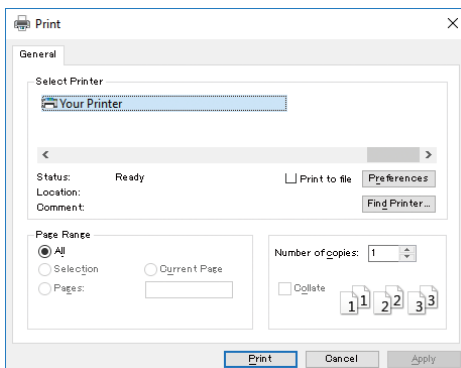 Print
General
Select Printer
Your Printer
Status: Ready
Print to file
Preferences
Location:
Comment:
Find Printer...
Page Range
All
Selection
Current Page
Pages:
Number of copies: 1
Collate
1 1 2 2 3 3
Print
Cancel
Apply